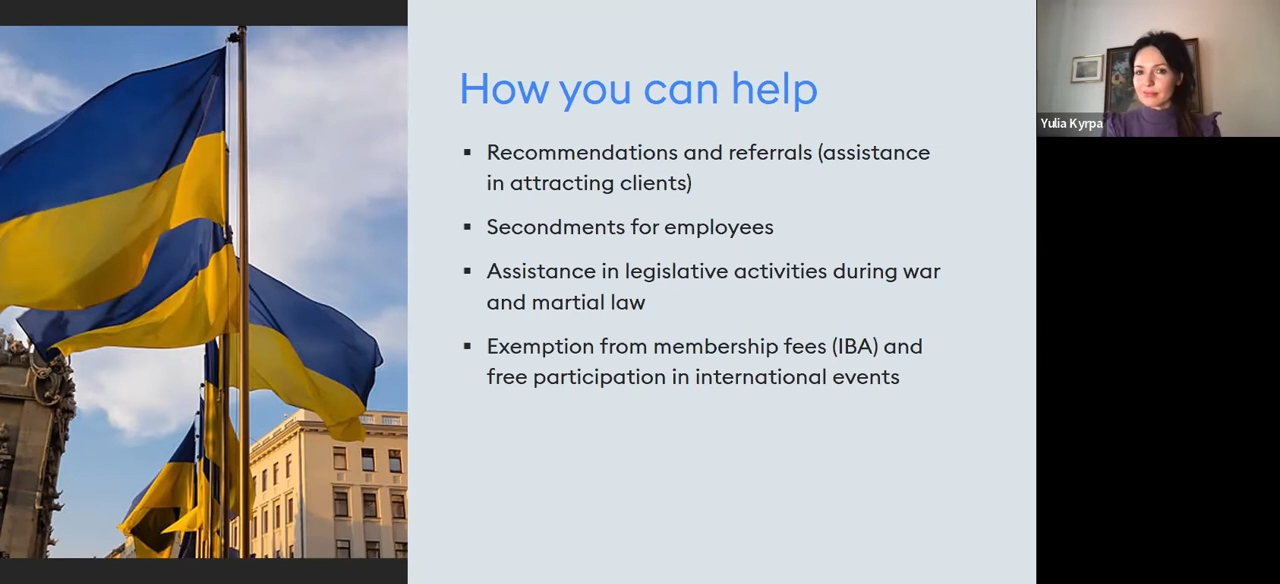 How you can help
▪ Recommendations and referrals (assistance
in attracting clients)
▪ Secondments for employees
▪ Assistance in legislative activities during war
and martial law
▪ Exemption from membership fees (IBA) and
free participation in international events
Yulia Kyrpa